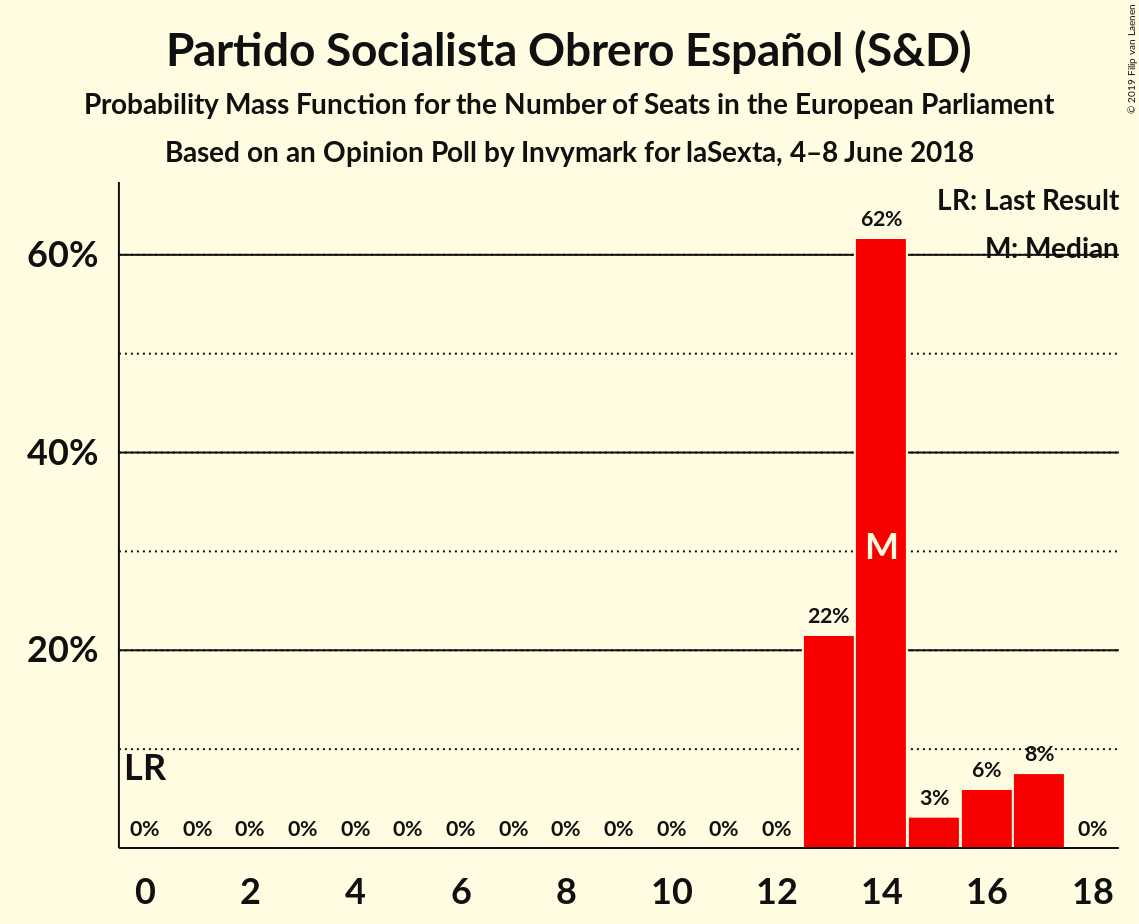 Partido Socialista Obrero Español (S&D)
Probability Mass Function for the Number of Seats in the European Parliament
Based on an Opinion Poll by Invymark for laSexta, 4–8 June 2018
© 2019 Filip van Laenen
LR: Last Result
M: Median
60%
40%
20%
62%
M
22%
LR
0% 0% 0% 0% 0% 0% 0% 0% 0% 0% 0% 0% 0% 3% 6% 8% 0%
0 2 4 6 8 10 12 14 16 18